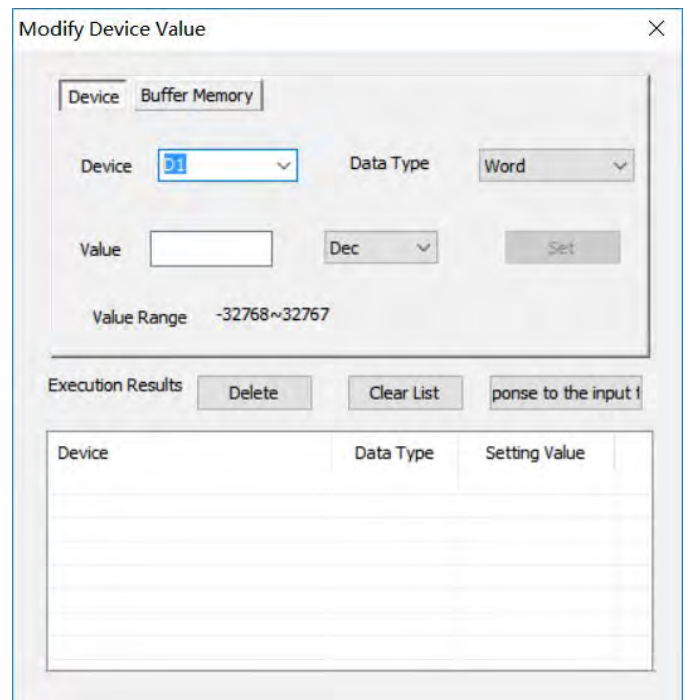 Modify Device Value
Device Buffer Memory
Device D1 Data Type Word
Value Dec Set
Value Range -32768~32767
Execution Results Delete Clear List ponse to the input
Device Data Type Setting Value